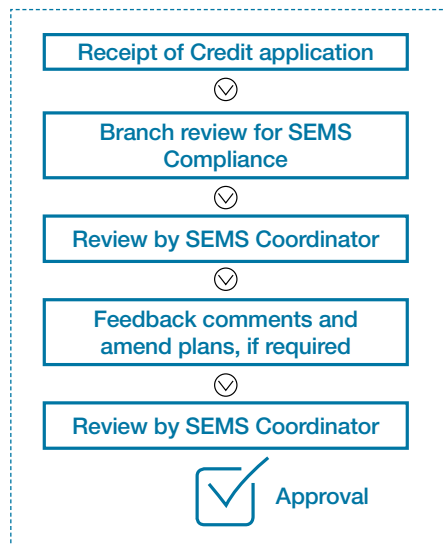 Receipt of Credit application
Branch review for SEMS
Compliance
Review by SEMS Coordinator
Feedback comments and
amend plans, if required
Review by SEMS Coordinator
Approval